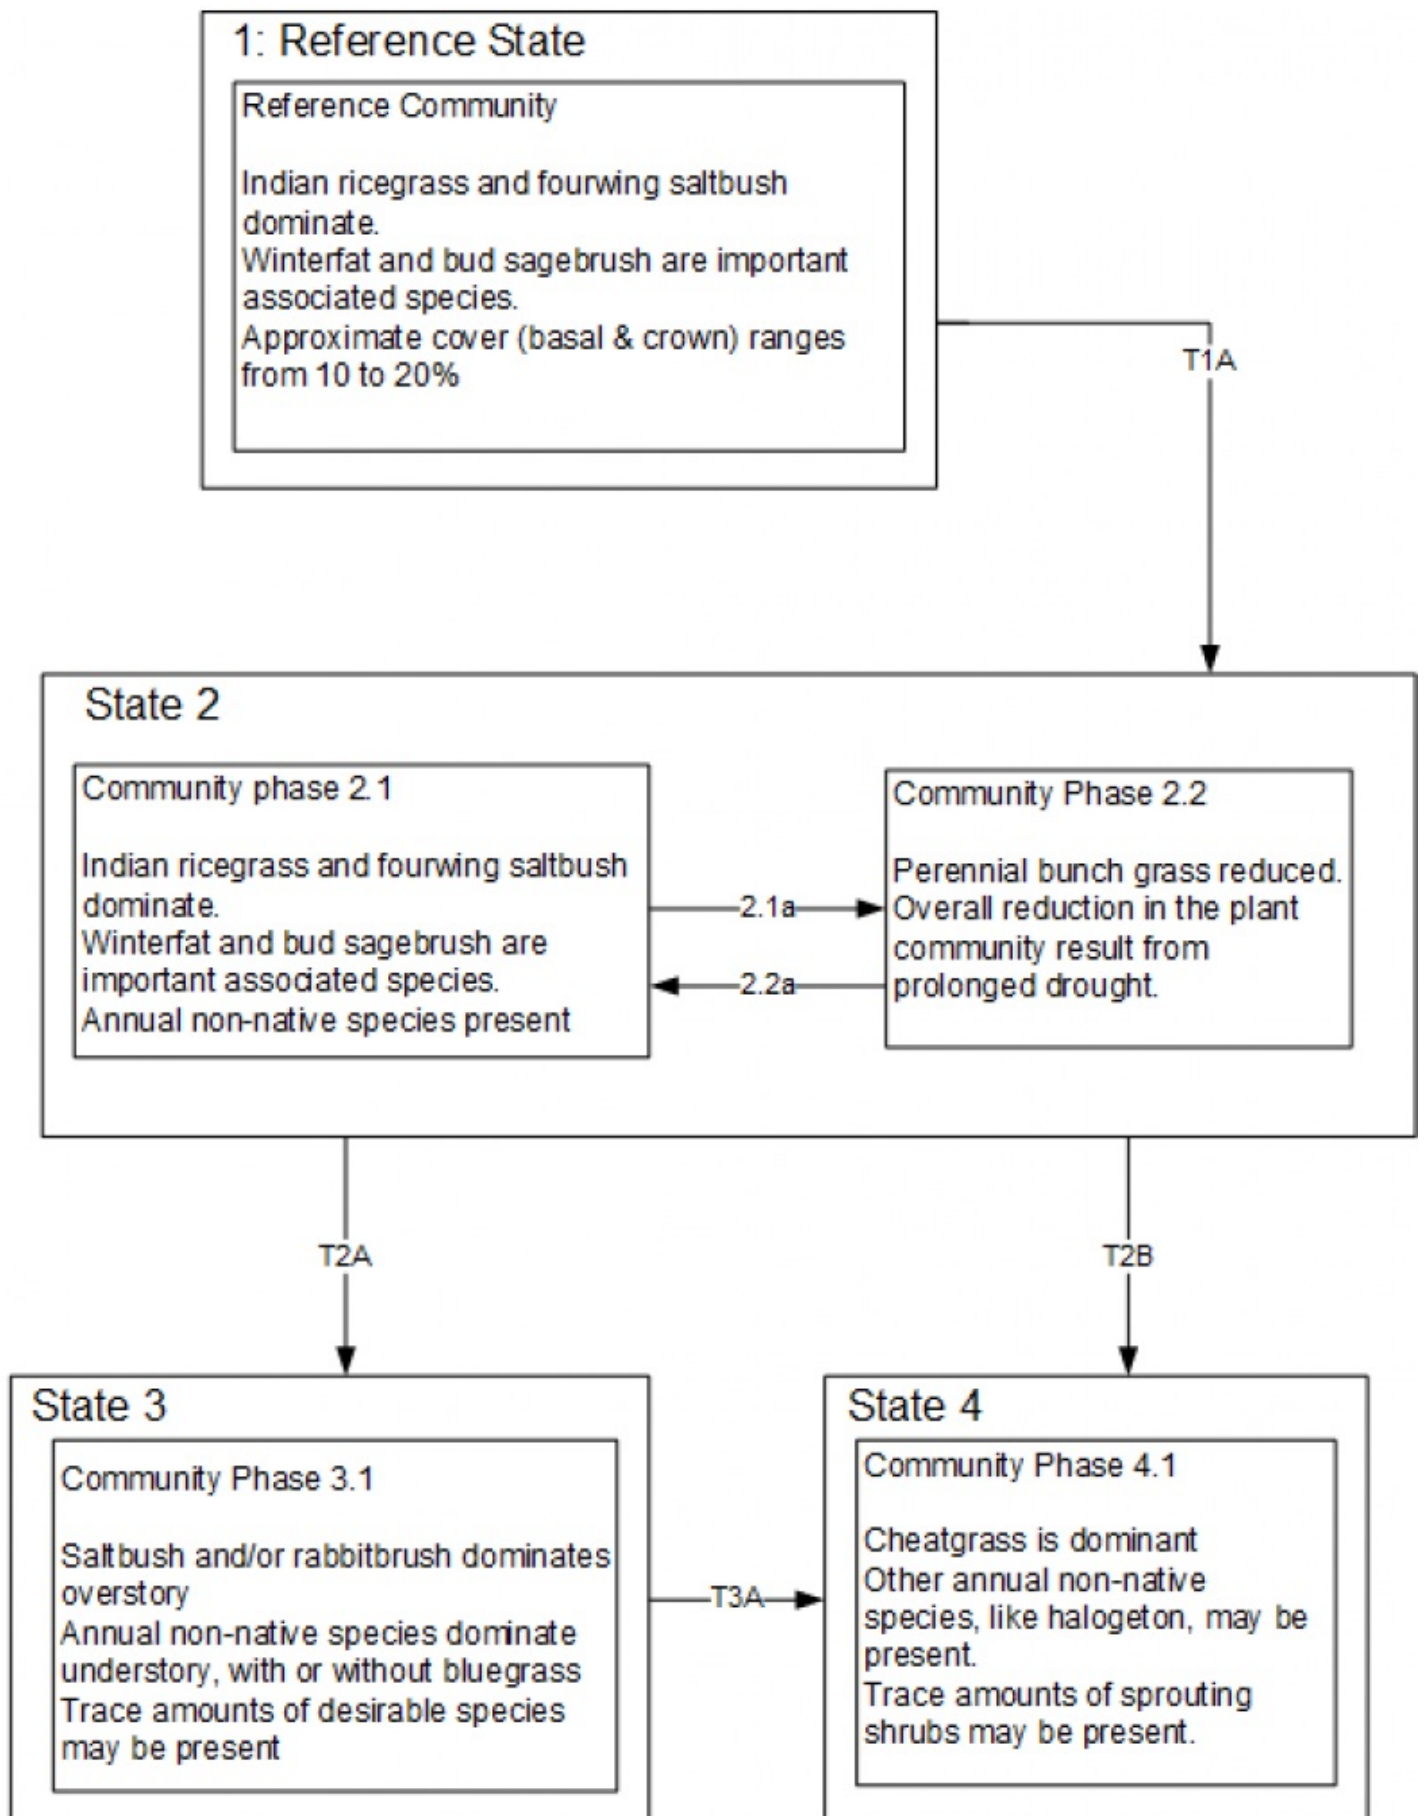 1: Reference State
Reference Community
Indian ricegrass and fourwing saltbush
dominate.
Winterfat and bud sagebrush are important
associated species.
Approximate cover (basal & crown) ranges
from 10 to 20%
T1A
State 2
Community phase 2.1
Indian ricegrass and fourwing saltbush
dominate.
Winterfat and bud sagebrush are
important associated species.
Annual non-native species present
2.1a
2.2a
Community Phase 2.2
Perennial bunch grass reduced.
Overall reduction in the plant
community result from
prolonged drought.
T2A
T2B
State 3
Community Phase 3.1
Saltbush and/or rabbitbrush dominates
overstory
Annual non-native species dominate
understory, with or without bluegrass
Trace amounts of desirable species
may be present
T3A
State 4
Community Phase 4.1
Cheatgrass is dominant
Other annual non-native
species, like halogeton, may be
present.
Trace amounts of sprouting
shrubs may be present.